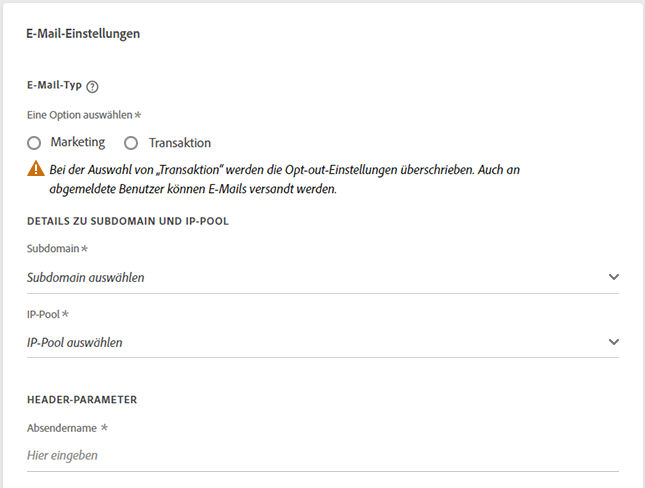 E-Mail-Einstellungen
E-Mail-Typ ?
Eine Option auswählen *
Marketing Transaktion
Bei der Auswahl von „Transaktion“ werden die Opt-out-Einstellungen überschrieben. Auch an
abgemeldete Benutzer können E-Mails versandt werden.
DETAILS ZU SUBDOMAIN UND IP-POOL
Subdomain *
Subdomain auswählen
IP-Pool *
IP-Pool auswählen
HEADER-PARAMETER
Absendername *
Hier eingeben